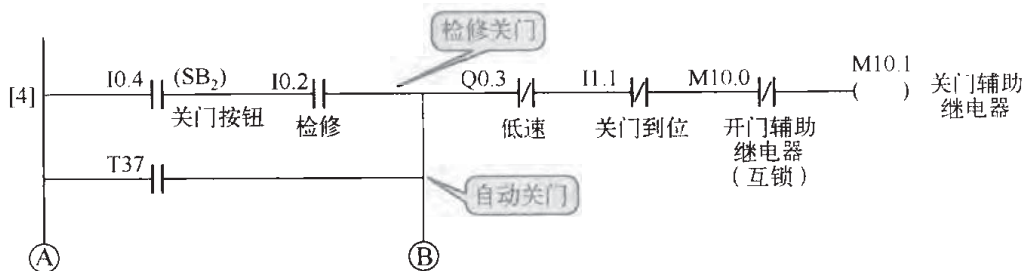 检修关门
[4]
I0.4
(SB₂)
关门按钮
I0.2
检修
Q0.3
低速
I1.1
关门到位
M10.0
开门辅助
继电器
(互锁)
M10.1
关门辅助
继电器
T37
自动关门
A
B